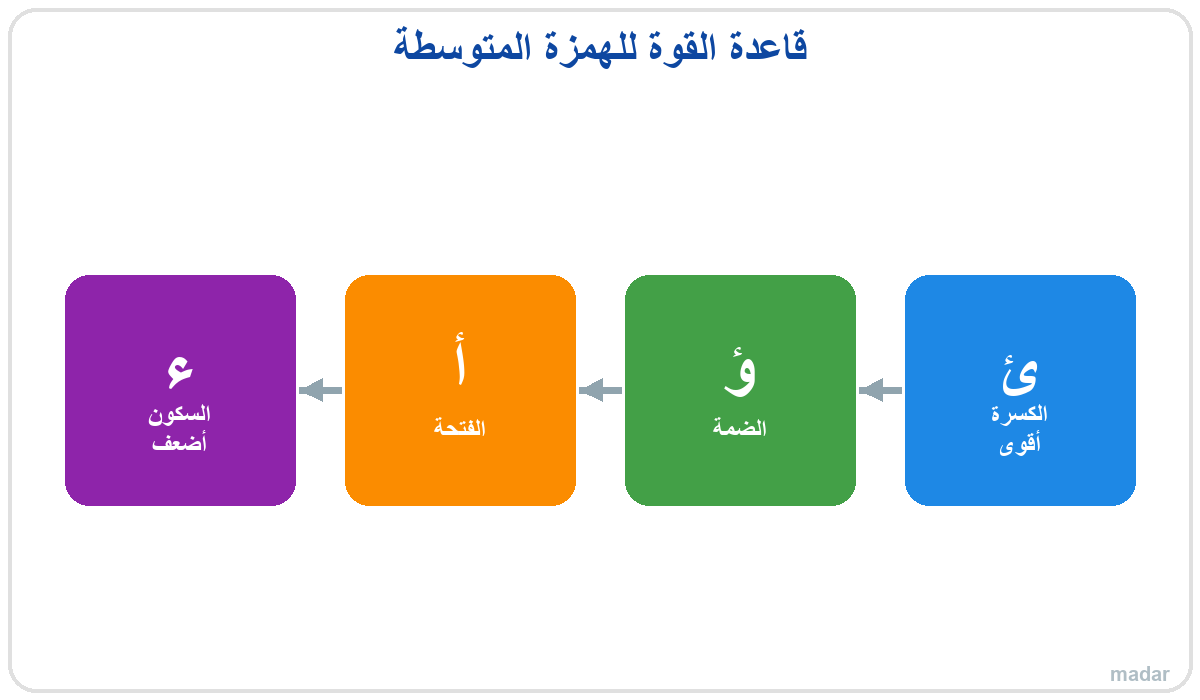 قاعدة القوة للهمزة المتوسطة
ئ
الكسرة
أقوى
ؤ
الضمة
أ
الفتحة
ء
السكون
أضعف
madar